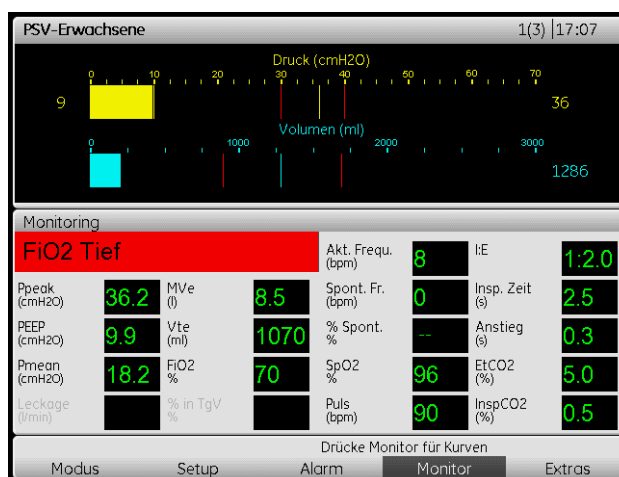 PSV-Erwachsene 1(3) 17:07
Druck (cmH2O)
0 10 20 30 40 50 60 70
9 36
Volumen (ml)
0 1000 2000 3000
1286
Monitoring
FiO2 Tief
Akt. Frequ. (bpm) 8 I:E 1:2.0
Ppeak (cmH2O) 36.2 MVe (l) 8.5 Spont. Fr. (bpm) 0 Insp. Zeit (s) 2.5
PEEP (cmH2O) 9.9 Vte (ml) 1070 % Spont. % -- Anstieg (s) 0.3
Pmean (cmH2O) 18.2 FiO2 % 70 SpO2 % 96 EtCO2 (%) 5.0
Leckage (l/min) % in TgV % Puls (bpm) 90 InspCO2 (%) 0.5
Drücke Monitor für Kurven
Modus Setup Alarm Monitor Extras